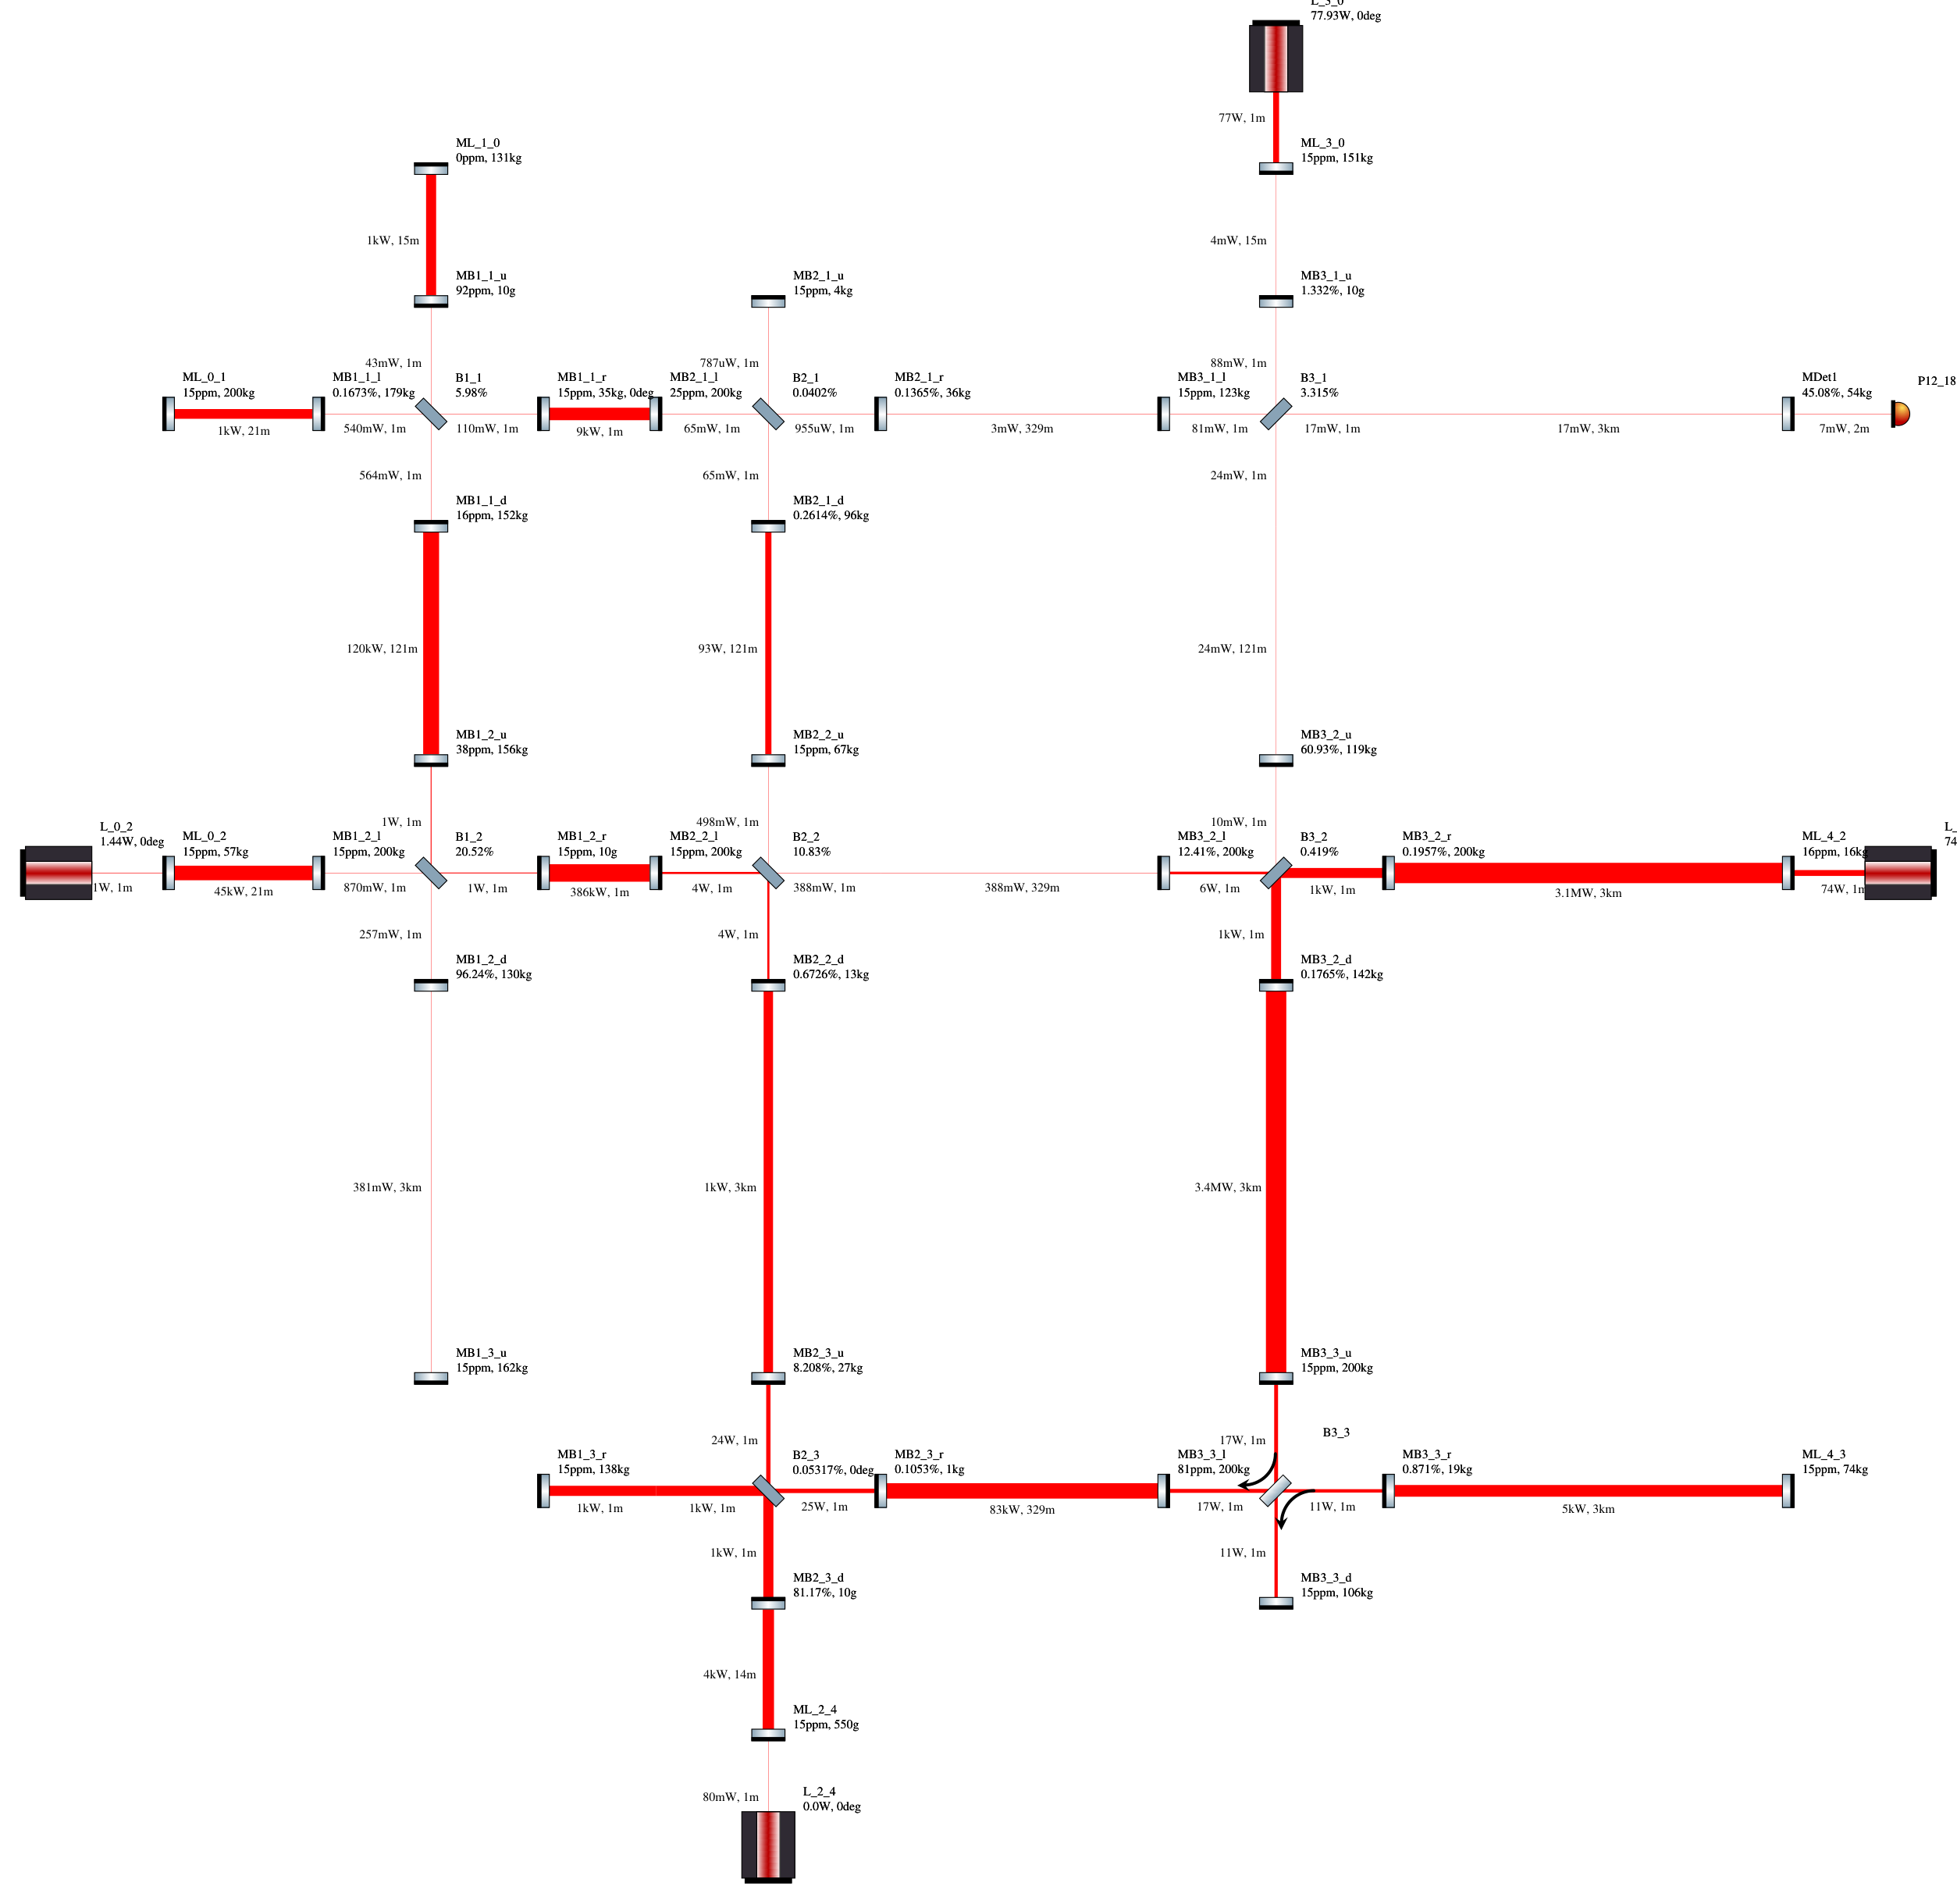 L_3_0
77.93W, 0deg
77W, 1m
ML_1_0
0ppm, 131kg
ML_3_0
15ppm, 151kg
1kW, 15m
4mW, 15m
MB1_1_u
92ppm, 10g
MB2_1_u
15ppm, 4kg
MB3_1_u
1.332%, 10g
43mW, 1m
787uW, 1m
88mW, 1m
ML_0_1
15ppm, 200kg
MB1_1_l
0.1673%, 179kg
B1_1
5.98%
MB1_1_r
15ppm, 35kg, 0deg
MB2_1_l
25ppm, 200kg
B2_1
0.0402%
MB2_1_r
0.1365%, 36kg
MB3_1_l
15ppm, 123kg
B3_1
3.315%
MDet1
45.08%, 54kg
P12_18
1kW, 21m
540mW, 1m
110mW, 1m
9kW, 1m
65mW, 1m
955uW, 1m
3mW, 329m
81mW, 1m
17mW, 1m
17mW, 3km
7mW, 2m
564mW, 1m
65mW, 1m
24mW, 1m
MB1_1_d
16ppm, 152kg
MB2_1_d
0.2614%, 96kg
120kW, 121m
93W, 121m
24mW, 121m
MB1_2_u
38ppm, 156kg
MB2_2_u
15ppm, 67kg
MB3_2_u
60.93%, 119kg
1W, 1m
498mW, 1m
10mW, 1m
L_0_2
1.44W, 0deg
ML_0_2
15ppm, 57kg
MB1_2_l
15ppm, 200kg
B1_2
20.52%
MB1_2_r
15ppm, 10g
MB2_2_l
15ppm, 200kg
B2_2
10.83%
MB3_2_l
12.41%, 200kg
B3_2
0.419%
MB3_2_r
0.1957%, 200kg
ML_4_2
16ppm, 16kg
L_
74
1W, 1m
45kW, 21m
870mW, 1m
1W, 1m
386kW, 1m
4W, 1m
388mW, 1m
388mW, 329m
6W, 1m
1kW, 1m
3.1MW, 3km
74W, 1m
257mW, 1m
4W, 1m
1kW, 1m
MB1_2_d
96.24%, 130kg
MB2_2_d
0.6726%, 13kg
MB3_2_d
0.1765%, 142kg
381mW, 3km
1kW, 3km
3.4MW, 3km
MB1_3_u
15ppm, 162kg
MB2_3_u
8.208%, 27kg
MB3_3_u
15ppm, 200kg
24W, 1m
17W, 1m
B3_3
MB1_3_r
15ppm, 138kg
B2_3
0.05317%, 0deg
MB2_3_r
0.1053%, 1kg
MB3_3_l
81ppm, 200kg
MB3_3_r
0.871%, 19kg
ML_4_3
15ppm, 74kg
1kW, 1m
1kW, 1m
25W, 1m
83kW, 329m
17W, 1m
11W, 1m
5kW, 3km
1kW, 1m
11W, 1m
MB2_3_d
81.17%, 10g
MB3_3_d
15ppm, 106kg
4kW, 14m
ML_2_4
15ppm, 550g
80mW, 1m
L_2_4
0.0W, 0deg